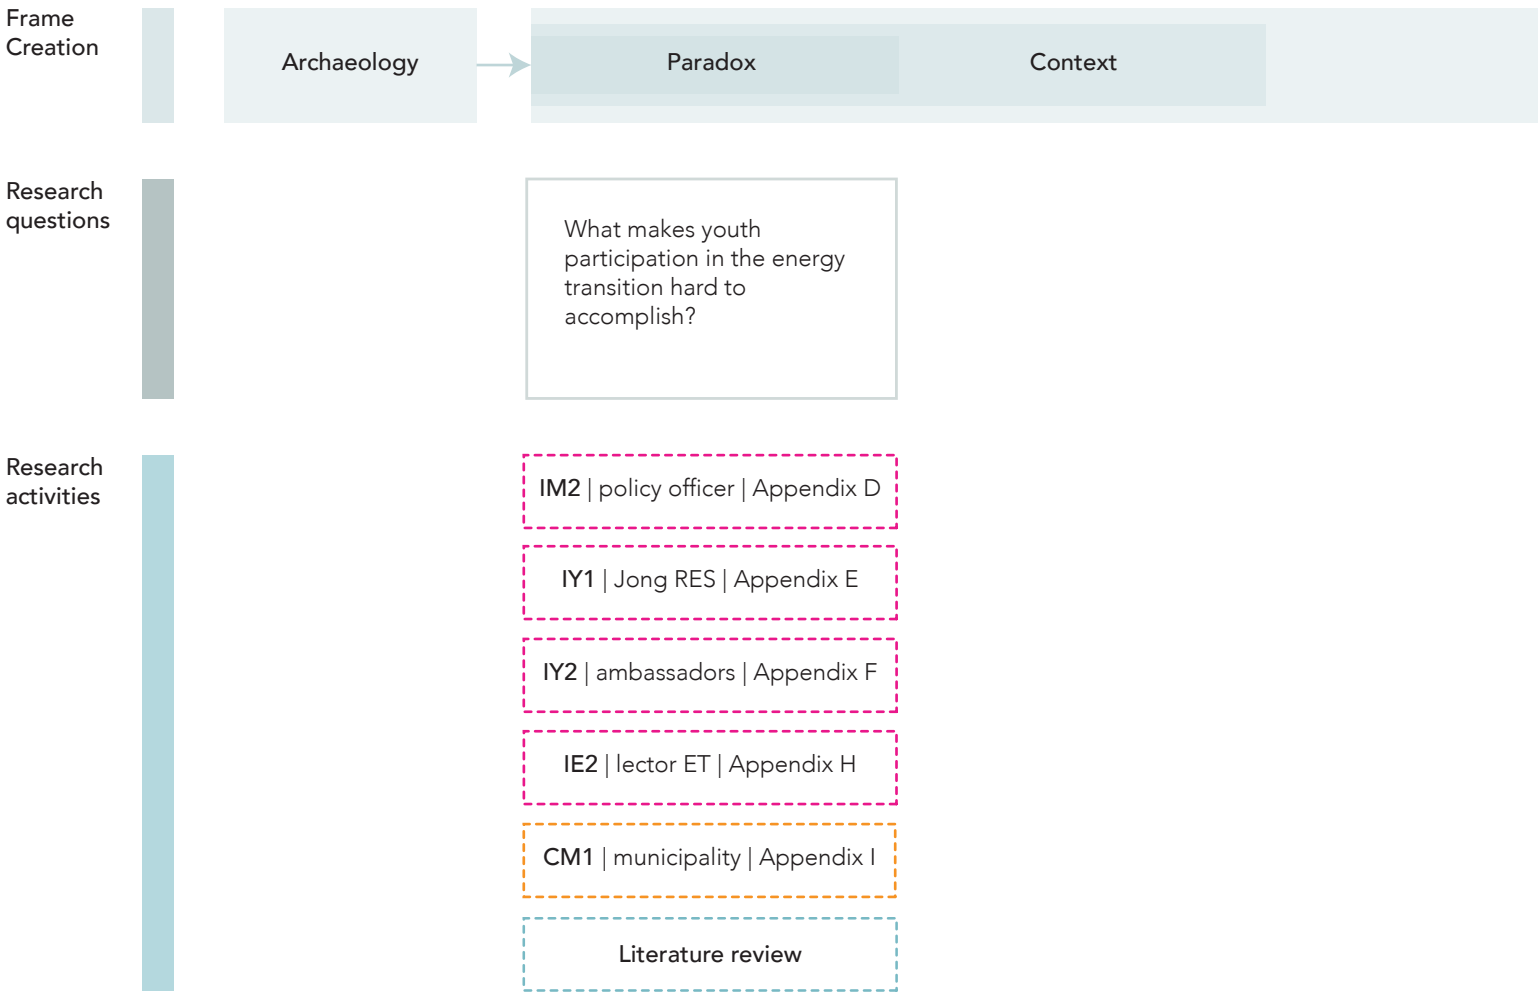 Frame
Creation
Archaeology
Paradox
Context
Research
questions
What makes youth
participation in the energy
transition hard to
accomplish?
Research
activities
IM2 | policy officer | Appendix D
IY1 | Jong RES | Appendix E
IY2 | ambassadors | Appendix F
IE2 | lector ET | Appendix H
CM1 | municipality | Appendix I
Literature review